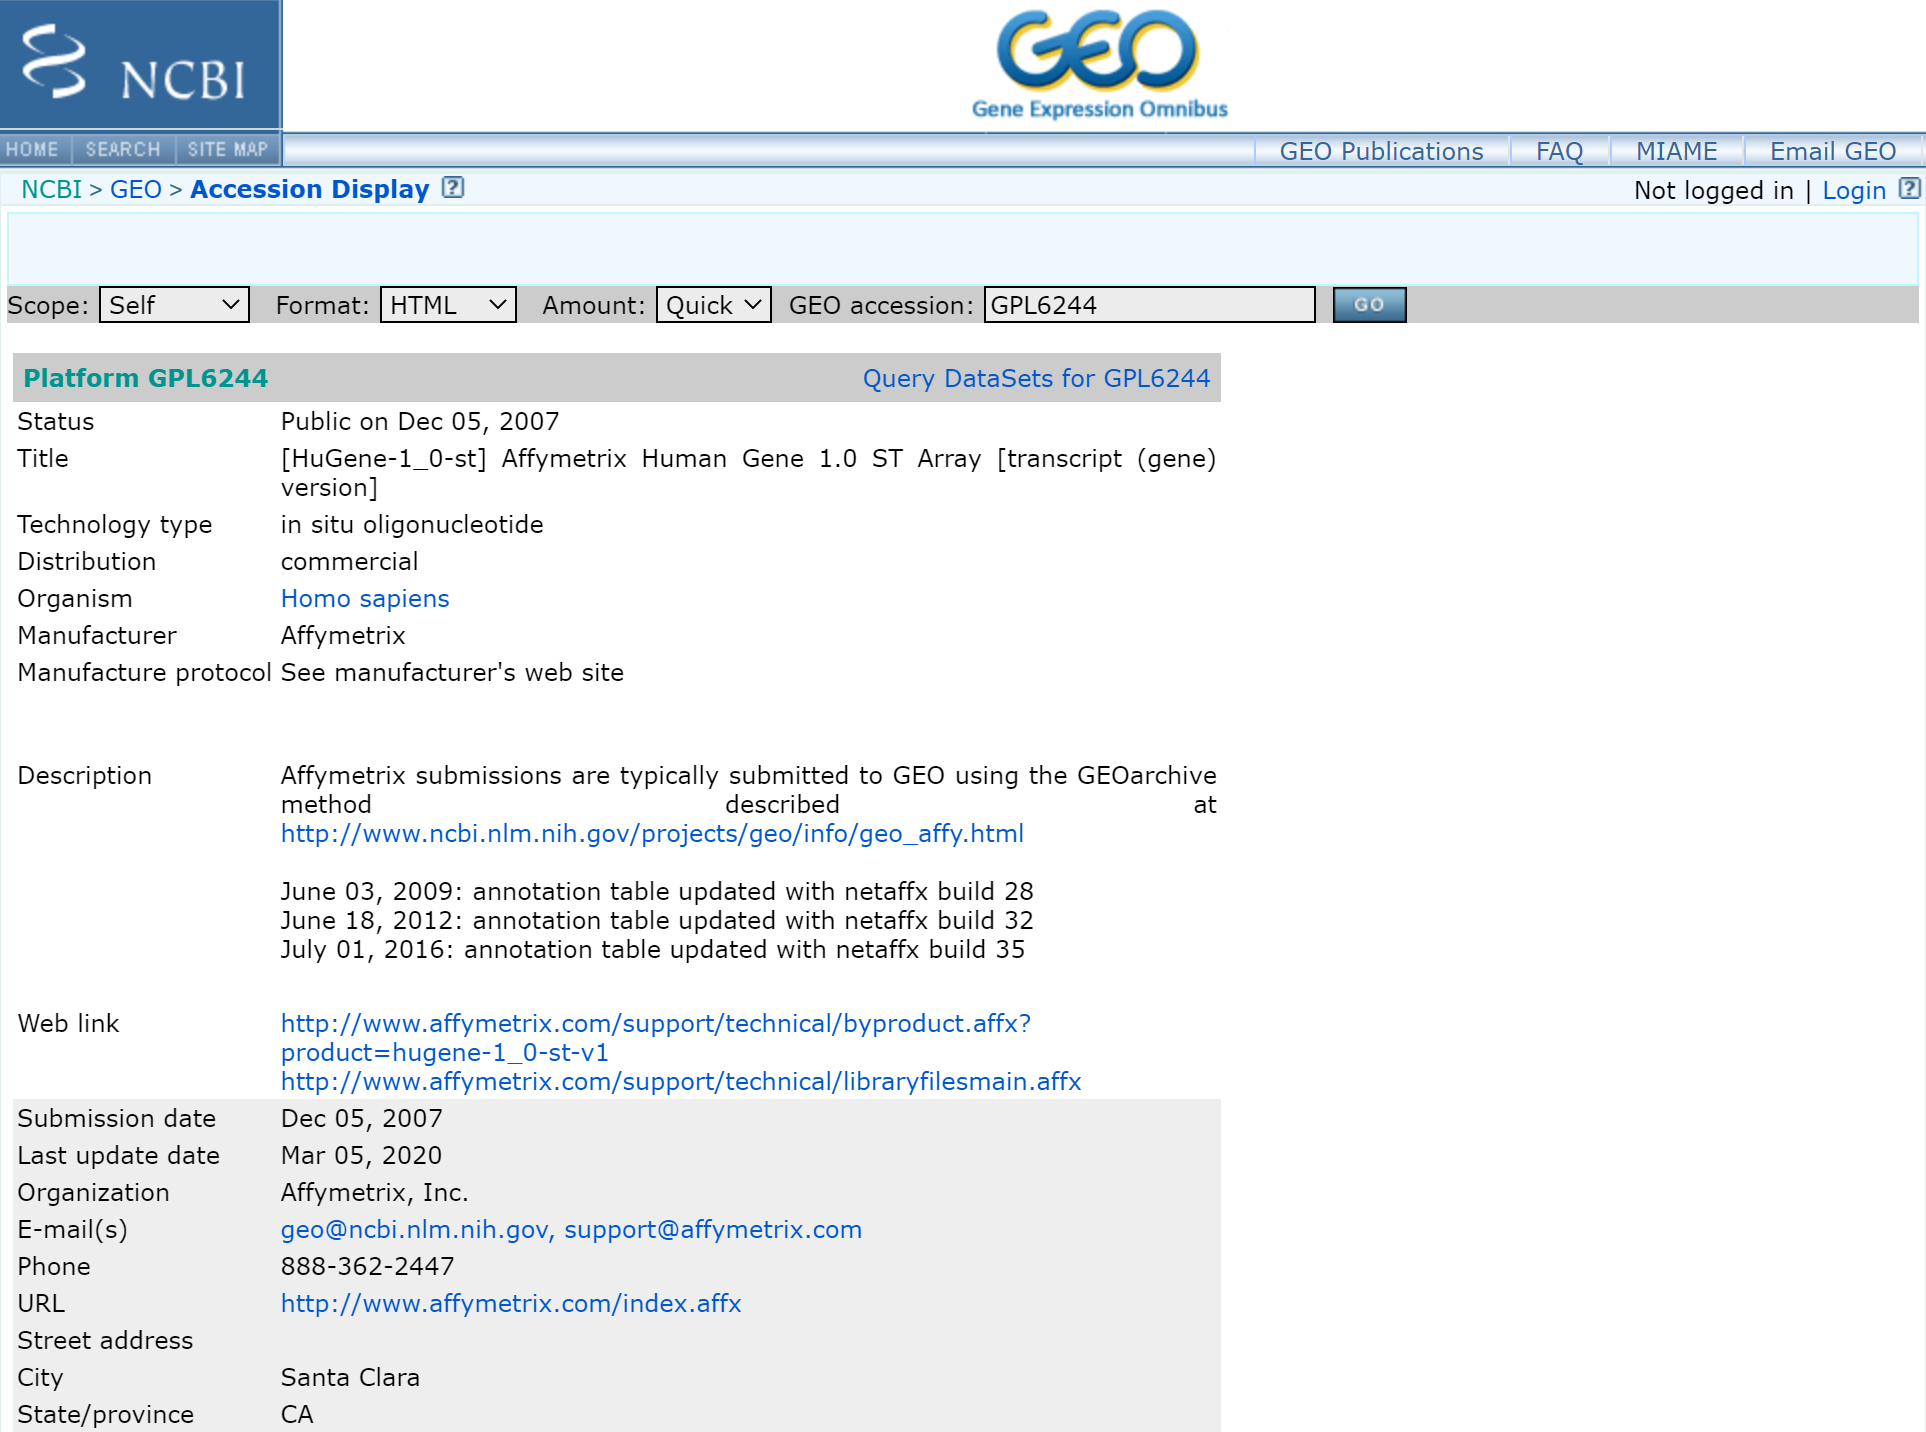 NCBI
GEO
Gene Expression Omnibus
HOME SEARCH SITE MAP GEO Publications FAQ MIAME Email GEO
NCBI > GEO > Accession Display ? Not logged in | Login ?
Scope: Self Format: HTML Amount: Quick GEO accession: GPL6244 GO
Platform GPL6244 Query DataSets for GPL6244
Status Public on Dec 05, 2007
Title [HuGene-1_0-st] Affymetrix Human Gene 1.0 ST Array [transcript (gene)
version]
Technology type in situ oligonucleotide
Distribution commercial
Organism Homo sapiens
Manufacturer Affymetrix
Manufacture protocol See manufacturer's web site
Description Affymetrix submissions are typically submitted to GEO using the GEOarchive
method described at
http://www.ncbi.nlm.nih.gov/projects/geo/info/geo_affy.html
June 03, 2009: annotation table updated with netaffx build 28
June 18, 2012: annotation table updated with netaffx build 32
July 01, 2016: annotation table updated with netaffx build 35
Web link http://www.affymetrix.com/support/technical/byproduct.affx?
product=hugene-1_0-st-v1
http://www.affymetrix.com/support/technical/libraryfilesmain.affx
Submission date Dec 05, 2007
Last update date Mar 05, 2020
Organization Affymetrix, Inc.
E-mail(s) geo@ncbi.nlm.nih.gov, support@affymetrix.com
Phone 888-362-2447
URL http://www.affymetrix.com/index.affx
Street address
City Santa Clara
State/province CA